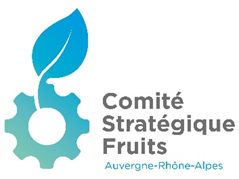 Comité
Stratégique
Fruits
Auvergne-Rhône-Alpes